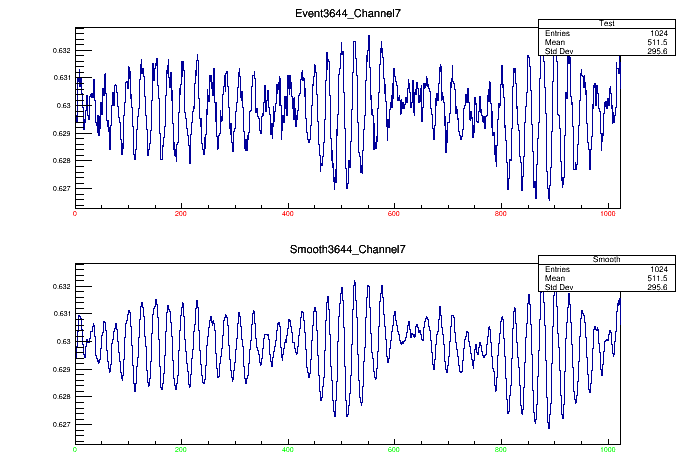 Event3644_Channel7
Test
Entries 1024
Mean 511.5
Std Dev 295.6
0.632
0.631
0.63
0.629
0.628
0.627
0 200 400 600 800 1000
Smooth3644_Channel7
Smooth
Entries 1024
Mean 511.5
Std Dev 295.6
0.632
0.631
0.63
0.629
0.628
0.627
0 200 400 600 800 1000